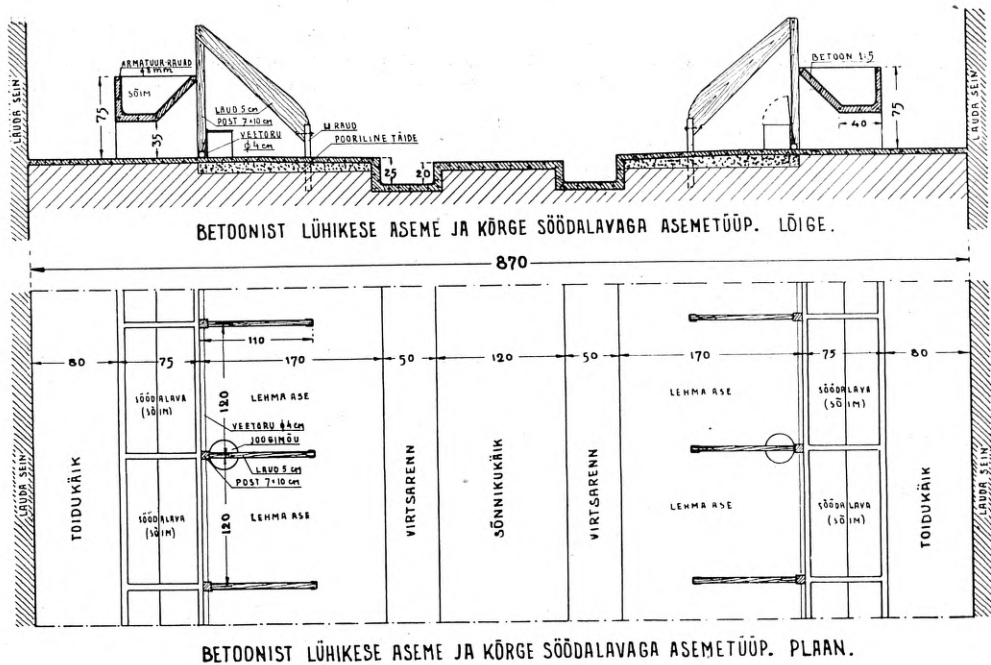 ARMATUUR-RAUAD
ϕ 8 mm
SÕIM
75
35
LAUD 5 cm
POST 7×10 cm
VEETORU
ϕ 4 cm
U RAUD
POORILINE TÄIDE
25
20
BETOON 1:5
40
75
LAUDA SEIN
LAUDA SEIN
BETOONIST LÜHIKESE ASEME JA KÕRGE SÖÖDALAVAGA ASEMETÜÜP. LÕIGE.
870
110
80
75
170
50
120
50
170
75
80
SÖÖDALAVA
(SÕIM)
120
LEHMA ASE
LEHMA ASE
SÖÖDALAVA
(SÕIM)
VEETORU ϕ4cm
JOOGINÕU
LAUD 5 cm
POST 7×10 cm
LAUDA SEIN
TOIDUKÄIK
SÖÖDALAVA
(SÕIM)
120
LEHMA ASE
VIRTSARENN
SÕNNIKUKÄIK
VIRTSARENN
LEHMA ASE
SÖÖDALAVA
(SÕIM)
TOIDUKÄIK
LAUDA SEIN
BETOONIST LÜHIKESE ASEME JA KÕRGE SÖÖDALAVAGA ASEMETÜÜP. PLAAN.